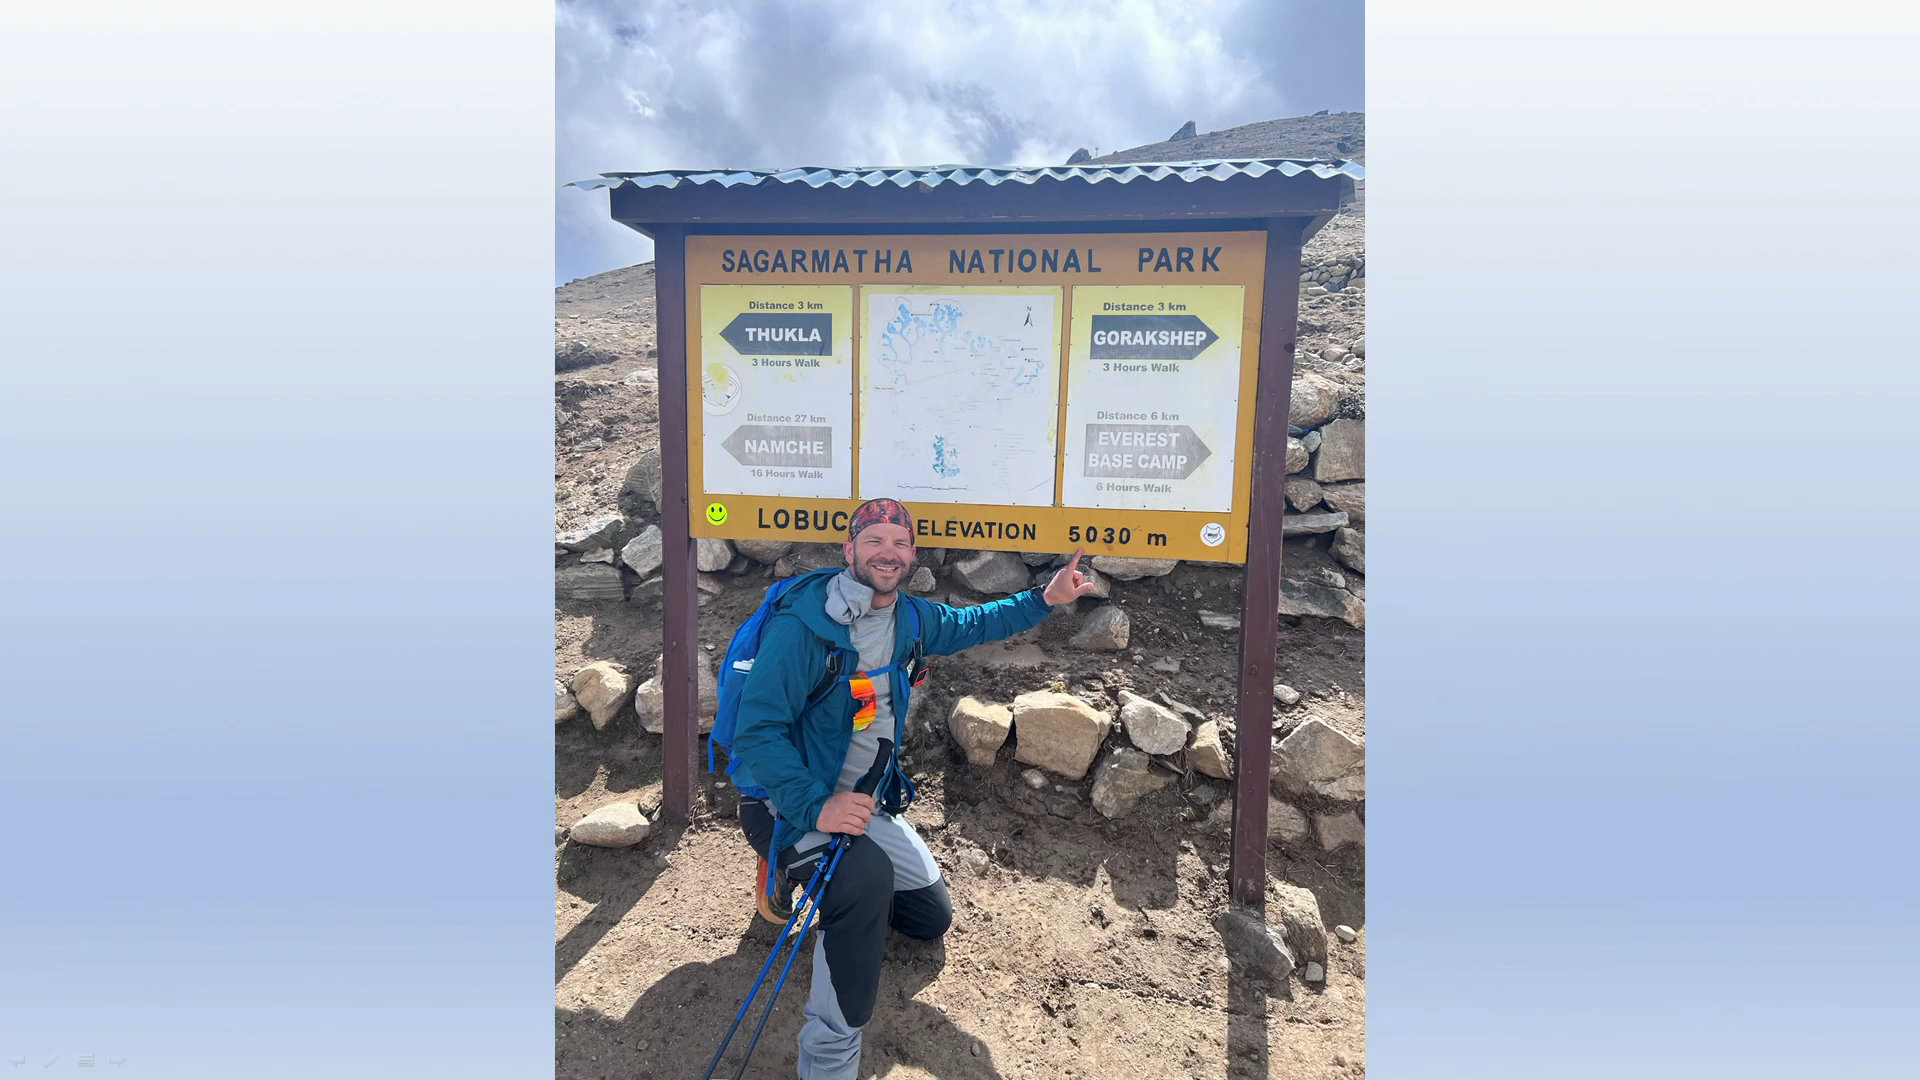 SAGARMATHA NATIONAL PARK
Distance 3 km
THUKLA
3 Hours Walk
Distance 27 km
NAMCHE
16 Hours Walk
N
Distance 3 km
GORAKSHEP
3 Hours Walk
Distance 6 km
EVEREST
BASE CAMP
6 Hours Walk
LOBUC ELEVATION 5030 m